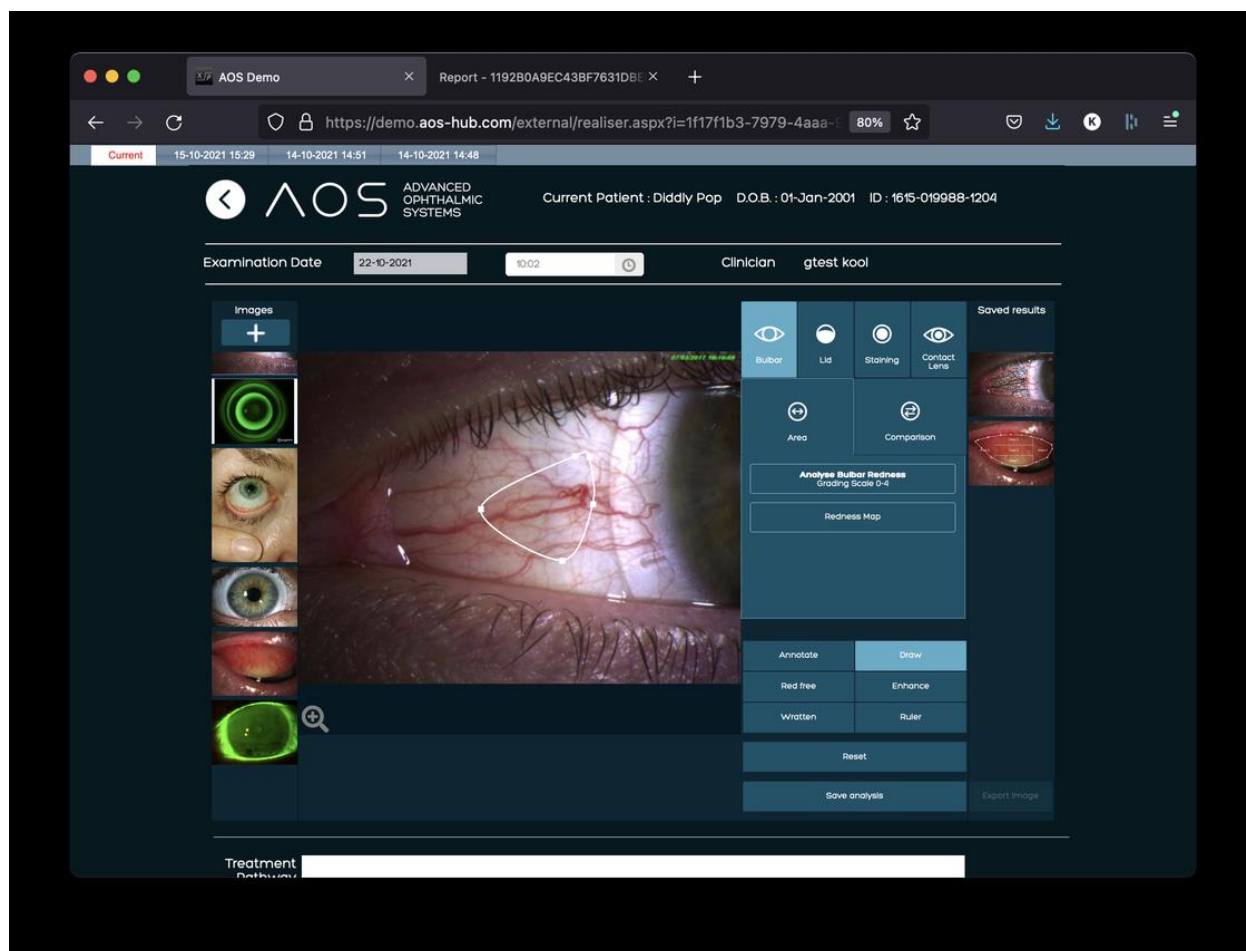 AOS Demo
Report - 1192B0A9EC43BF7631DBE
https://demo.aos-hub.com/external/realiser.aspx?i=1f17f1b3-7979-4aaa-
80%
K
Current 15-10-2021 15:29 14-10-2021 14:51 14-10-2021 14:48
AOS
ADVANCED
OPHTHALMIC
SYSTEMS
Current Patient : Diddly Pop D.O.B. : 01-Jan-2001 ID : 1615-019988-1204
Examination Date 22-10-2021 10:02 Clinician gtest kool
Images
Bulbar Lid Staining Contact Lens
Saved results
Area Comparison
Analyse Bulbar Redness
Grading Scale 0-4
Redness Map
Annotate Draw
Red free Enhance
Wratten Ruler
Reset
Save analysis Export Image
Treatment
Pathway